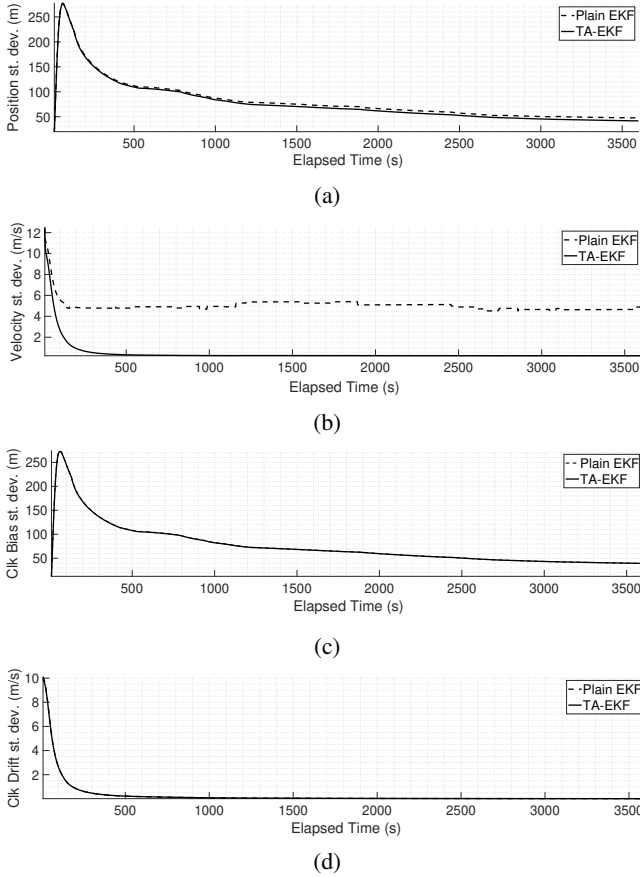 Position st. dev. (m)
250
200
150
100
50
Plain EKF
TA-EKF
500 1000 1500 2000 2500 3000 3500
Elapsed Time (s)
(a)
Velocity st. dev. (m/s)
12
10
8
6
4
2
Plain EKF
TA-EKF
500 1000 1500 2000 2500 3000 3500
Elapsed Time (s)
(b)
Clk Bias st. dev. (m)
250
200
150
100
50
Plain EKF
TA-EKF
500 1000 1500 2000 2500 3000 3500
Elapsed Time (s)
(c)
Clk Drift st. dev. (m/s)
10
8
6
4
2
Plain EKF
TA-EKF
500 1000 1500 2000 2500 3000 3500
Elapsed Time (s)
(d)